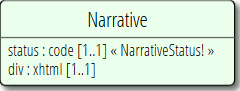 Narrative
status : code [1..1] « NarrativeStatus! »
div : xhtml [1..1]